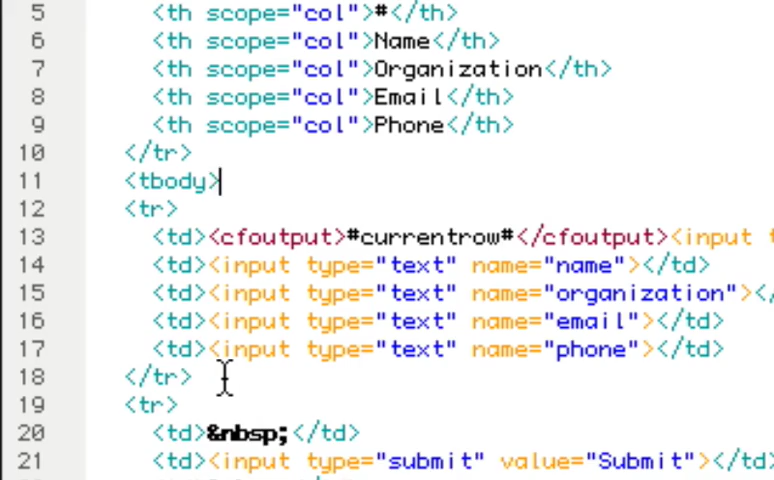 5 <th scope="col">#</th>
6 <th scope="col">Name</th>
7 <th scope="col">Organization</th>
8 <th scope="col">Email</th>
9 <th scope="col">Phone</th>
10 </tr>
11 <tbody>
12 <tr>
13 <td><cfoutput>#currentrow#</cfoutput><input
14 <td><input type="text" name="name"></td>
15 <td><input type="text" name="organization"></
16 <td><input type="text" name="email"></td>
17 <td><input type="text" name="phone"></td>
18 </tr>
19 <tr>
20 <td>&nbsp;</td>
21 <td><input type="submit" value="Submit"></td>